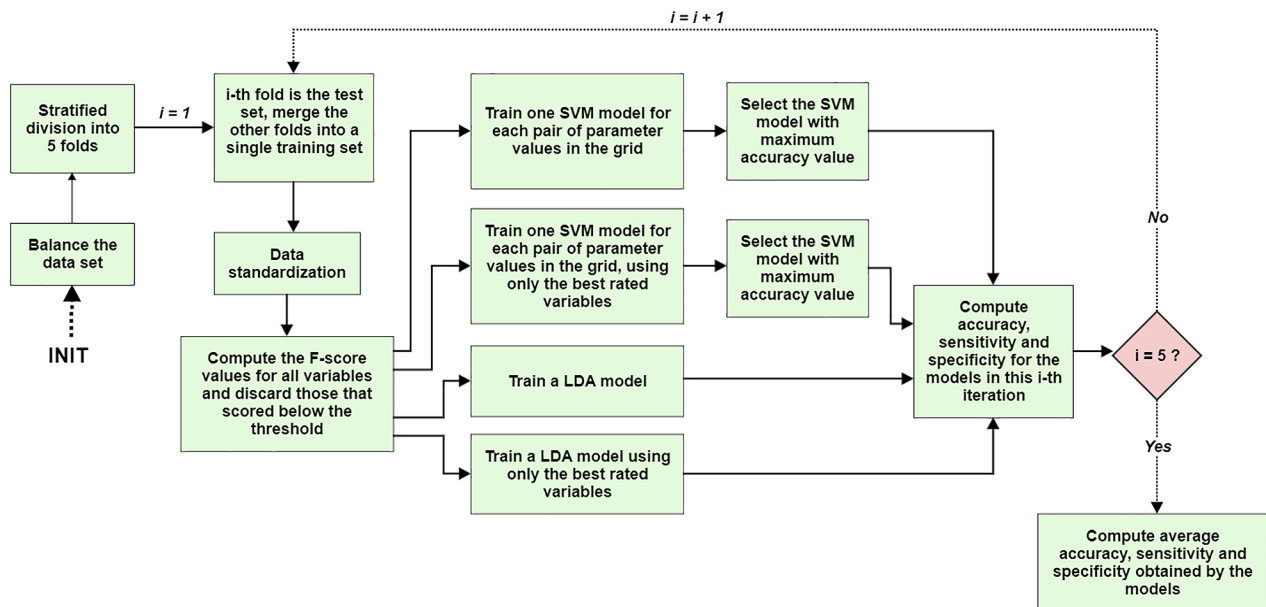 i = i + 1
Stratified
division into
5 folds
i = 1
i-th fold is the test
set, merge the
other folds into a
single training set
Train one SVM model for
each pair of parameter
values in the grid
Select the SVM
model with
maximum
accuracy value
Balance the
data set
INIT
Data
standardization
Train one SVM model for
each pair of parameter
values in the grid, using
only the best rated
variables
Select the SVM
model with
maximum
accuracy value
No
Compute the F-score
values for all variables
and discard those that
scored below the
threshold
Train a LDA model
Train a LDA model using
only the best rated
variables
Compute
accuracy,
sensitivity and
specificity for the
models in this i-th
iteration
i = 5 ?
Yes
Compute average
accuracy, sensitivity and
specificity obtained by the
models